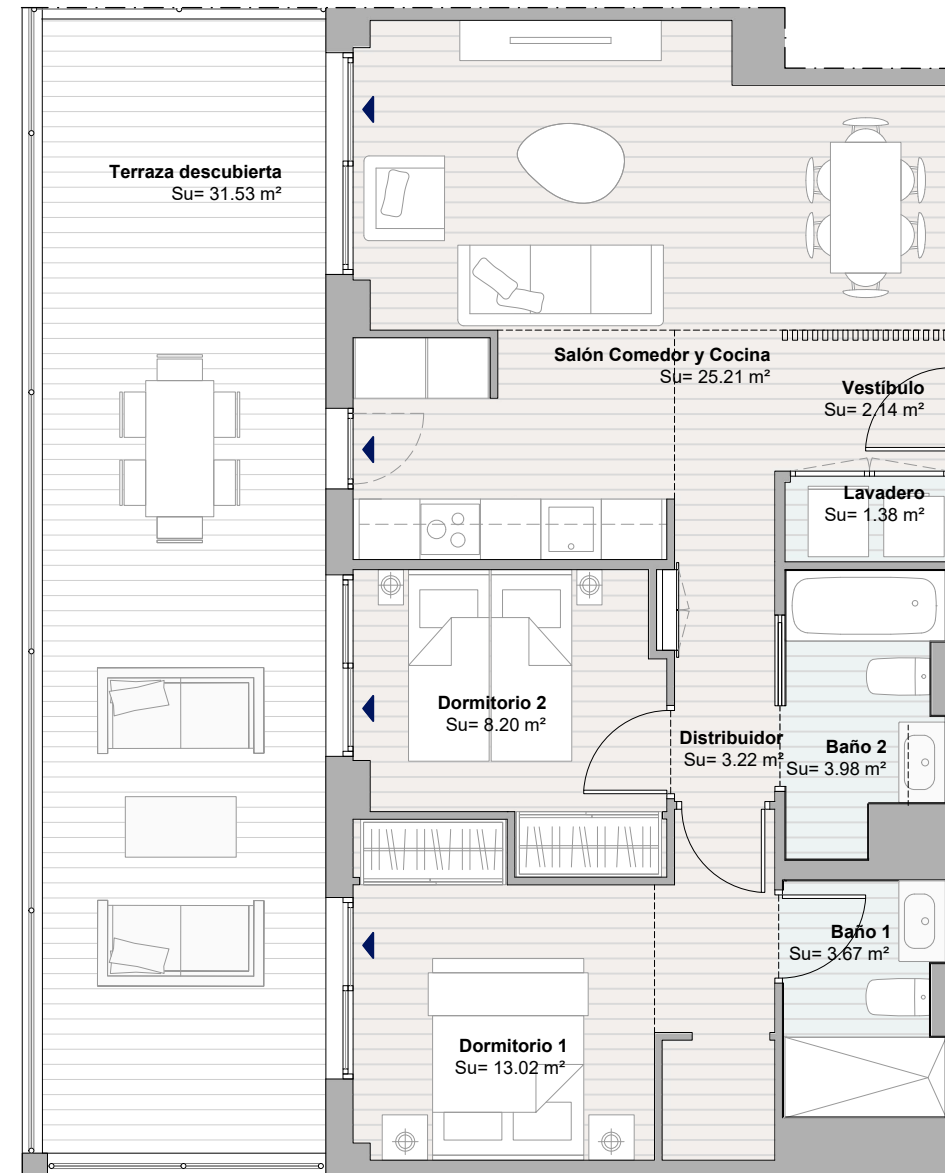 Terraza descubierta
Su= 31.53 m²
Salón Comedor y Cocina
Su= 25.21 m²
Vestíbulo
Su= 2.14 m²
Lavadero
Su= 1.38 m²
Dormitorio 2
Su= 8.20 m²
Distribuidor
Su= 3.22 m²
Baño 2
Su= 3.98 m²
Baño 1
Su= 3.67 m²
Dormitorio 1
Su= 13.02 m²